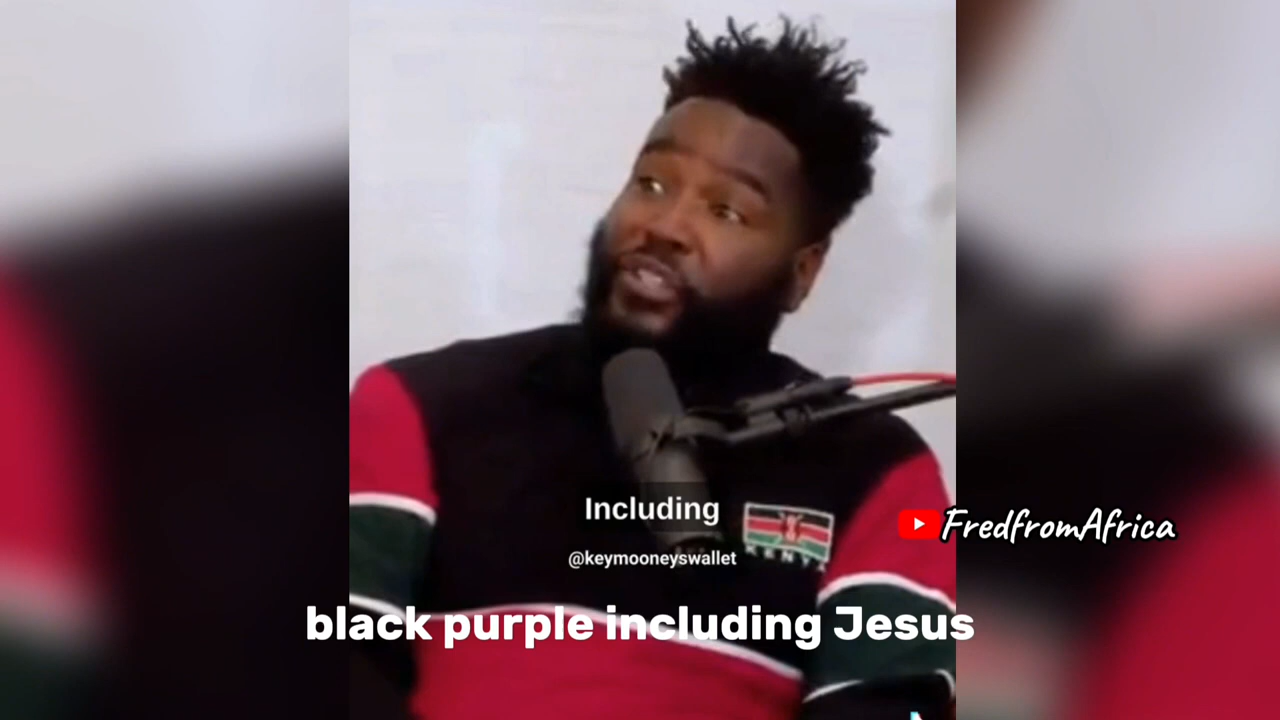 Including
KENYA
@keymooneyswallet
FredfromAfrica
black purple including Jesus